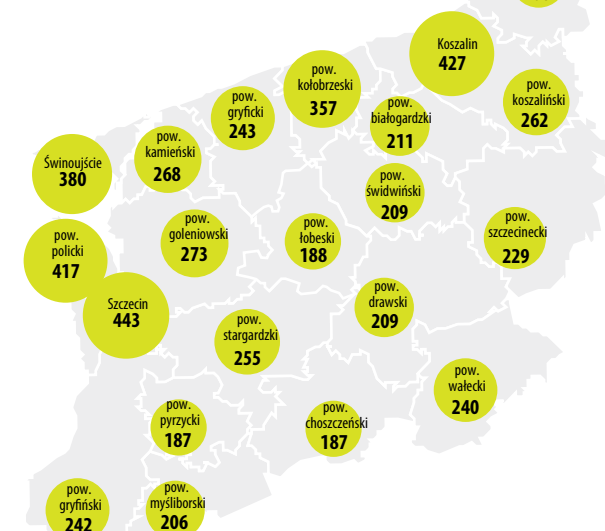 Koszalin
427
pow.
kołobrzeski
357
pow.
koszaliński
262
pow.
gryficki
243
pow.
białogardzki
211
pow.
kamieński
268
Świnoujście
380
pow.
świdwiński
209
pow.
goleniowski
273
pow.
łobeski
188
pow.
szczecinecki
229
pow.
policki
417
Szczecin
443
pow.
drawski
209
pow.
stargardzki
255
pow.
wałecki
240
pow.
pyrzycki
187
pow.
choszczeński
187
pow.
gryfiński
242
pow.
myśliborski
206